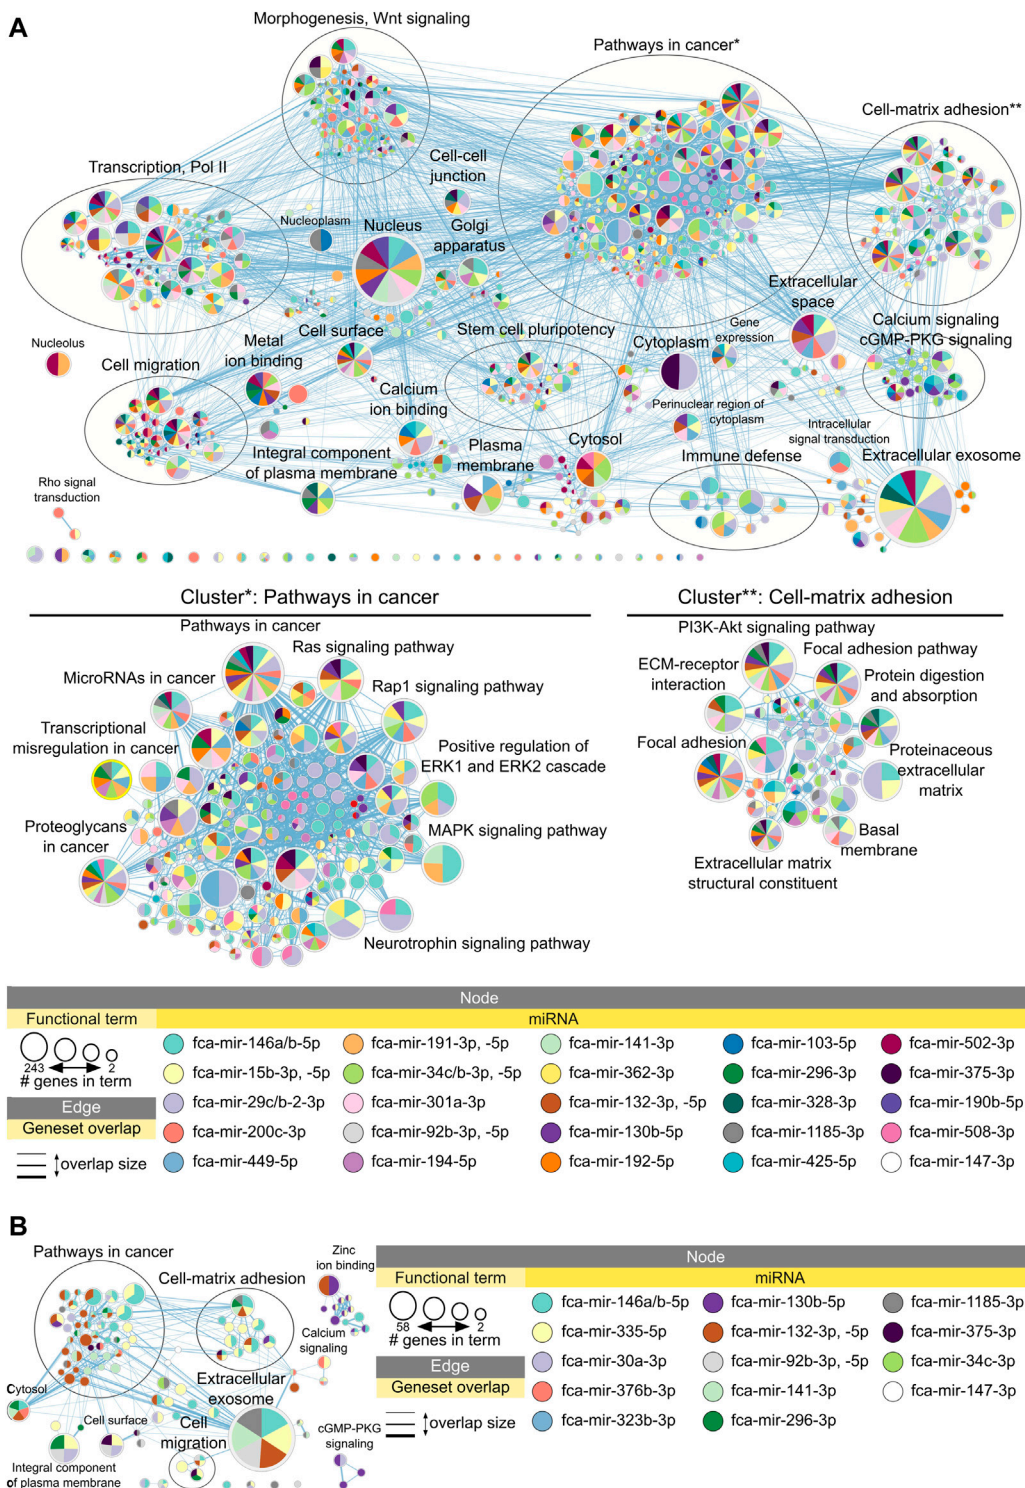 A
Morphogenesis, Wnt signaling
Pathways in cancer*
Cell-matrix adhesion**
Transcription, Pol II
Cell-cell
junction
Nucleoplasm
Nucleus
Golgi
apparatus
Extracellular
space
Nucleolus
Cell migration
Metal
ion binding
Cell surface
Stem cell pluripotency
Gene
expression
Cytoplasm
Calcium signaling
cGMP-PKG signaling
Calcium
ion binding
Perinuclear region of
cytoplasm
Integral component
of plasma membrane
Plasma
membrane
Cytosol
Immune defense
Intracellular
signal transduction
Extracellular exosome
Rho signal
transduction
Cluster*: Pathways in cancer
Pathways in cancer
Ras signaling pathway
MicroRNAs in cancer
Rap1 signaling pathway
Transcriptional
misregulation in cancer
Positive regulation of
ERK1 and ERK2 cascade
Proteoglycans
in cancer
MAPK signaling pathway
Neurotrophin signaling pathway
Cluster**: Cell-matrix adhesion
PI3K-Akt signaling pathway
Focal adhesion pathway
ECM-receptor
interaction
Protein digestion
and absorption
Focal adhesion
Proteinaceous
extracellular
matrix
Basal
membrane
Extracellular matrix
structural constituent
Node
Functional term
miRNA
243 2
# genes in term
Edge
Geneset overlap
overlap size
fca-mir-146a/b-5p
fca-mir-15b-3p, -5p
fca-mir-29c/b-2-3p
fca-mir-200c-3p
fca-mir-449-5p
fca-mir-191-3p, -5p
fca-mir-34c/b-3p, -5p
fca-mir-301a-3p
fca-mir-92b-3p, -5p
fca-mir-194-5p
fca-mir-141-3p
fca-mir-362-3p
fca-mir-132-3p, -5p
fca-mir-130b-5p
fca-mir-192-5p
fca-mir-103-5p
fca-mir-296-3p
fca-mir-328-3p
fca-mir-1185-3p
fca-mir-425-5p
fca-mir-502-3p
fca-mir-375-3p
fca-mir-190b-5p
fca-mir-508-3p
fca-mir-147-3p
B
Pathways in cancer
Cell-matrix adhesion
Zinc
ion binding
Calcium
signaling
Extracellular
exosome
Cytosol
Cell surface
Cell
migration
cGMP-PKG
signaling
Integral component
of plasma membrane
Node
Functional term
miRNA
58 2
# genes in term
Edge
Geneset overlap
overlap size
fca-mir-146a/b-5p
fca-mir-335-5p
fca-mir-30a-3p
fca-mir-376b-3p
fca-mir-323b-3p
fca-mir-130b-5p
fca-mir-132-3p, -5p
fca-mir-92b-3p, -5p
fca-mir-141-3p
fca-mir-296-3p
fca-mir-1185-3p
fca-mir-375-3p
fca-mir-34c-3p
fca-mir-147-3p